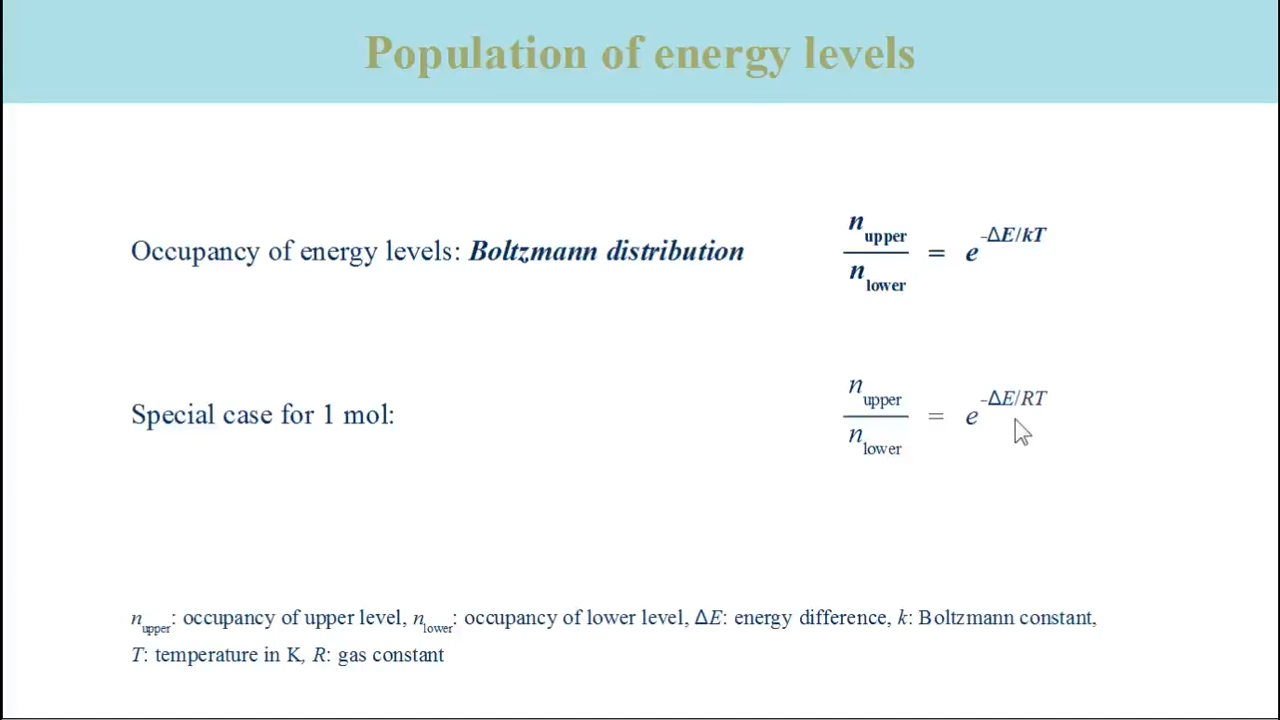 Population of energy levels
Occupancy of energy levels: Boltzmann distribution
n_upper / n_lower = e^-ΔE/kT
Special case for 1 mol:
n_upper / n_lower = e^-ΔE/RT
n_upper: occupancy of upper level, n_lower: occupancy of lower level, ΔE: energy difference, k: Boltzmann constant,
T: temperature in K, R: gas constant